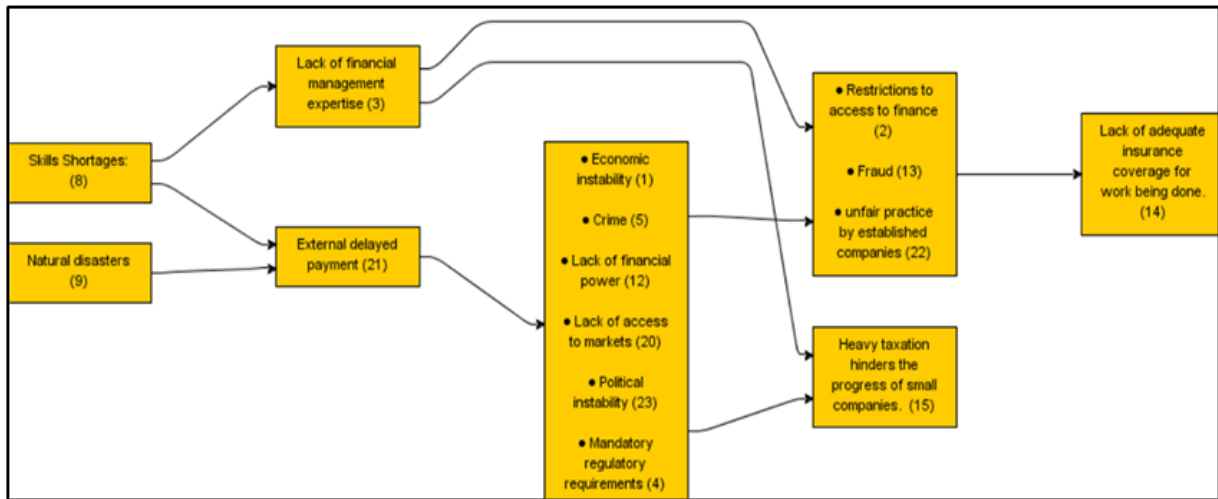 Skills Shortages:
(8)
Natural disasters
(9)
Lack of financial
management
expertise (3)
External delayed
payment (21)
● Economic
instability (1)
● Crime (5)
● Lack of financial
power (12)
● Lack of access
to markets (20)
● Political
instability (23)
● Mandatory
regulatory
requirements (4)
● Restrictions to
access to finance
(2)
● Fraud (13)
● unfair practice
by established
companies (22)
Heavy taxation
hinders the
progress of small
companies. (15)
Lack of adequate
insurance
coverage for
work being done.
(14)